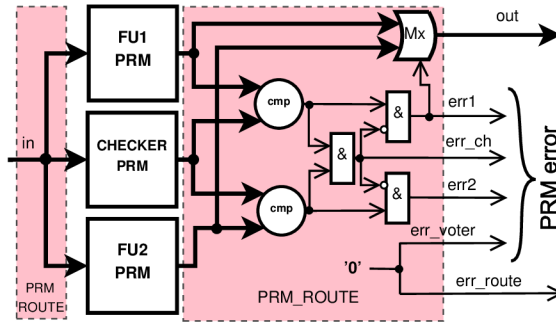 FU1
PRM
Mx
out
cmp
&
err1
in
CHECKER
PRM
&
err_ch
PRM error
cmp
&
err2
FU2
PRM
err_voter
'0'
err_route
PRM
ROUTE
PRM_ROUTE